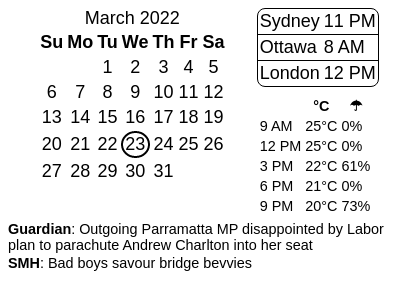 March 2022
Su Mo Tu We Th Fr Sa
1 2 3 4 5
6 7 8 9 10 11 12
13 14 15 16 17 18 19
20 21 22 23 24 25 26
27 28 29 30 31
Sydney 11 PM
Ottawa 8 AM
London 12 PM
°C ☂
9 AM 25°C 0%
12 PM 25°C 0%
3 PM 22°C 61%
6 PM 21°C 0%
9 PM 20°C 73%
Guardian: Outgoing Parramatta MP disappointed by Labor
plan to parachute Andrew Charlton into her seat
SMH: Bad boys savour bridge bevvies